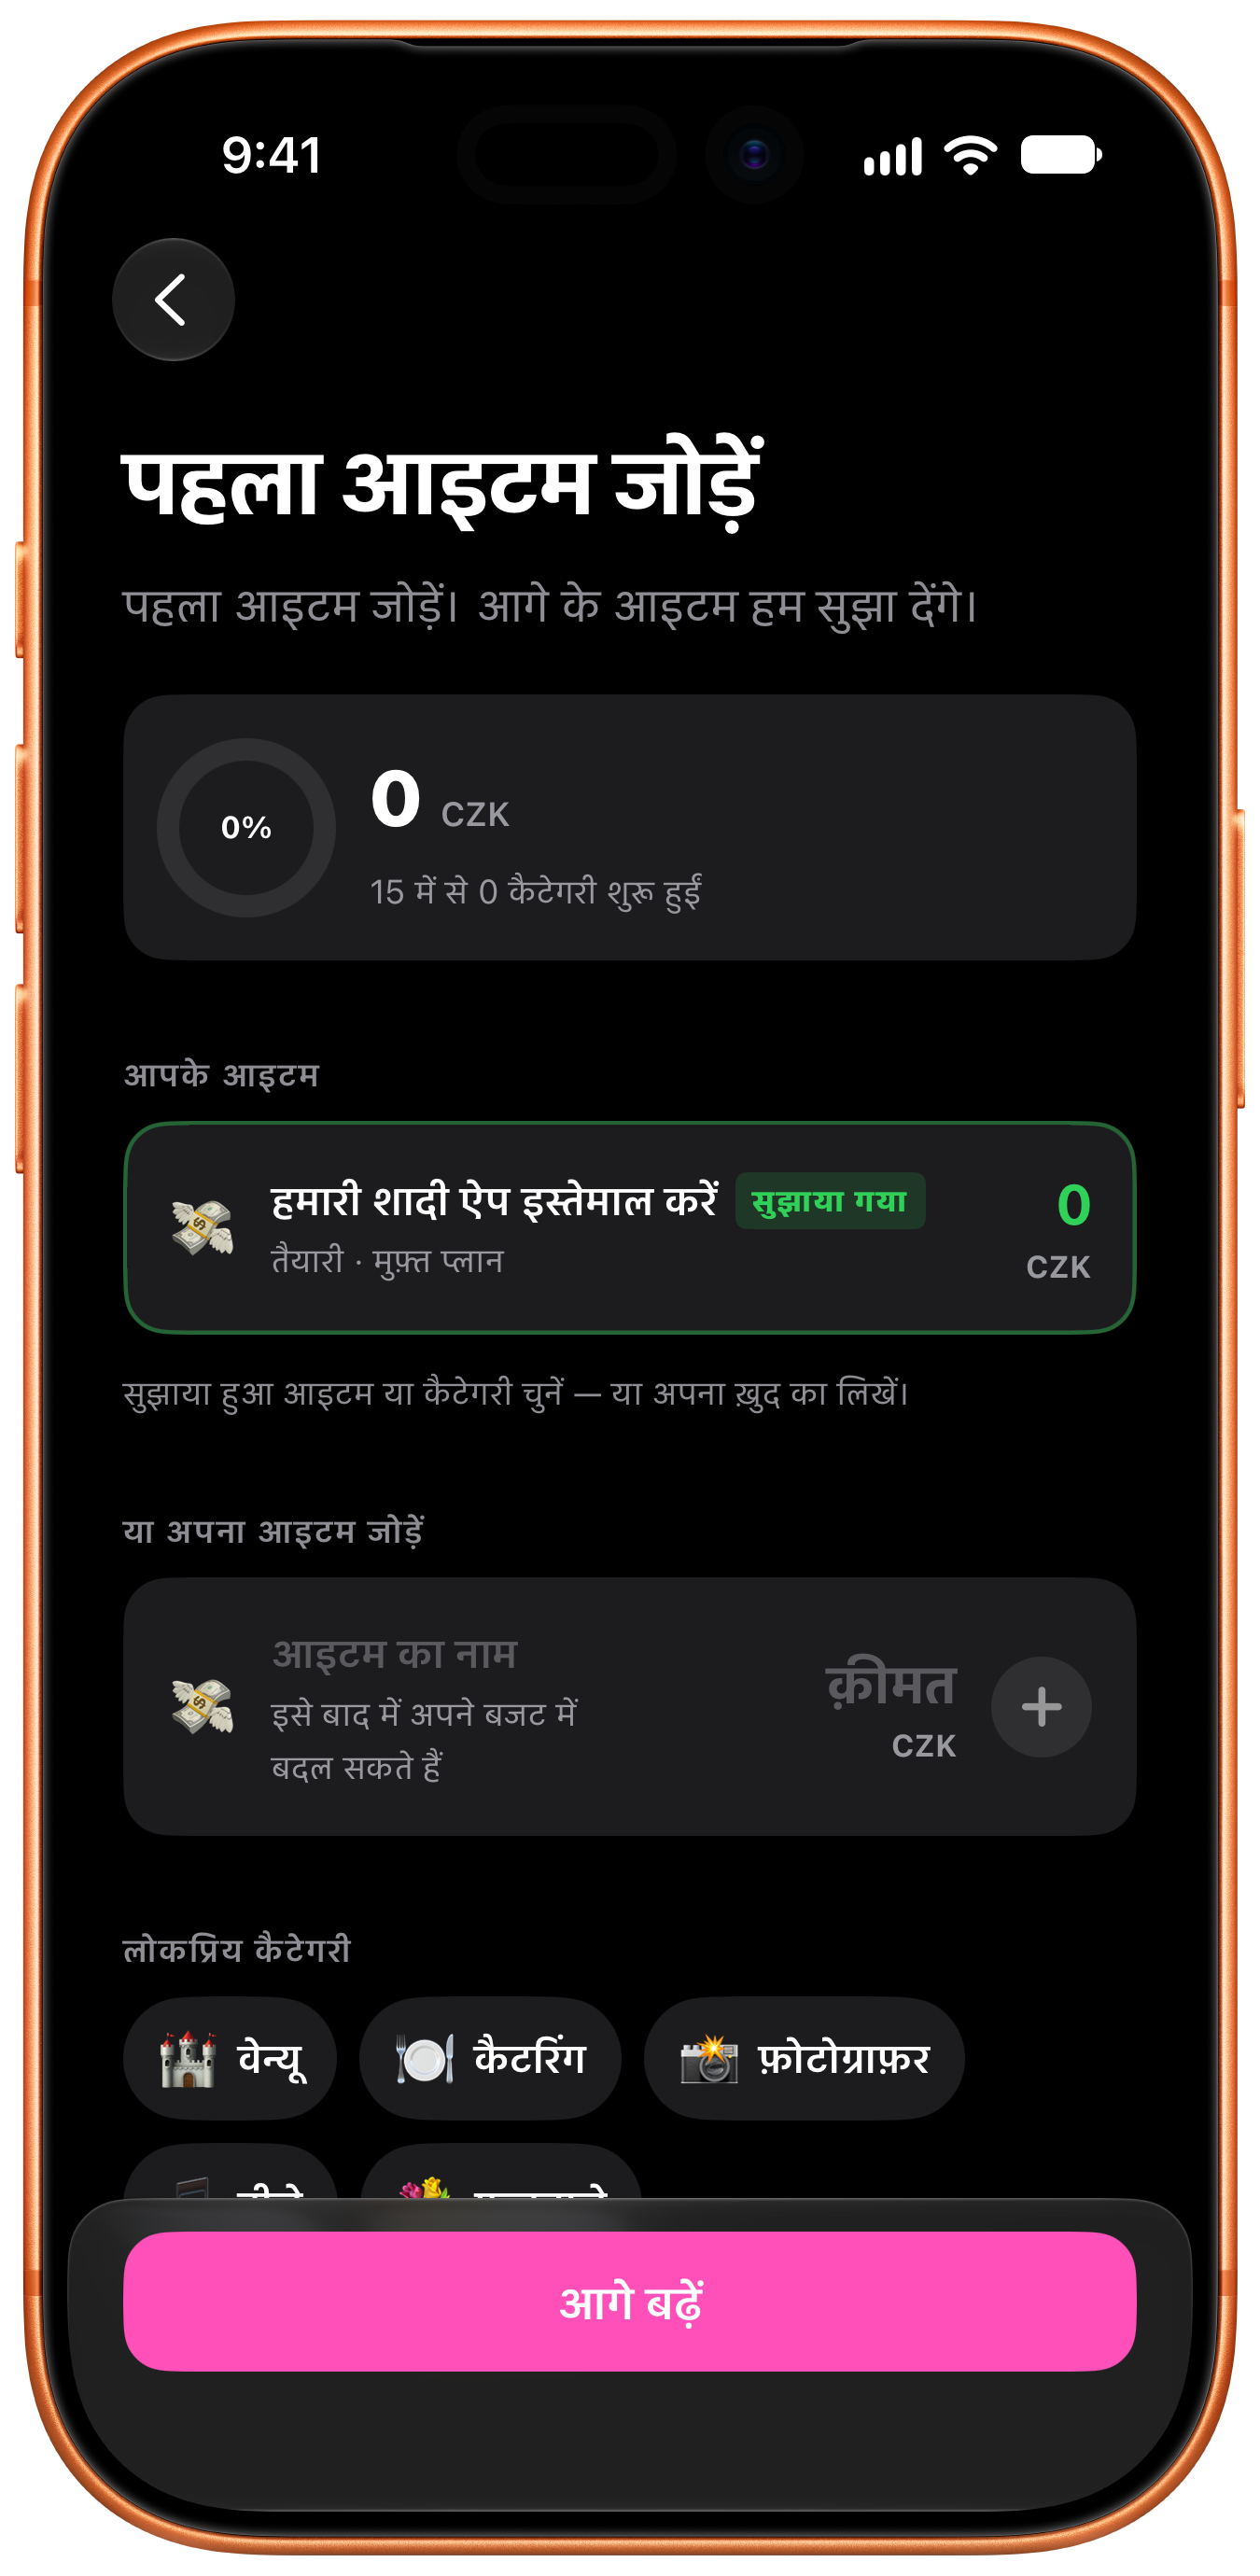 9:41
पहला आइटम जोड़ें
पहला आइटम जोड़ें। आगे के आइटम हम सुझा देंगे।
0%
0 CZK
15 में से 0 कैटेगरी शुरू हुईं
आपके आइटम
हमारी शादी ऐप इस्तेमाल करें सुझाया गया
0
तैयारी · मुफ़्त प्लान
CZK
सुझाया हुआ आइटम या कैटेगरी चुनें — या अपना ख़ुद का लिखें।
या अपना आइटम जोड़ें
आइटम का नाम
क़ीमत
इसे बाद में अपने बजट में
CZK
बदल सकते हैं
लोकप्रिय कैटेगरी
वेन्यू कैटरिंग फ़ोटोग्राफ़र
आगे बढ़ें